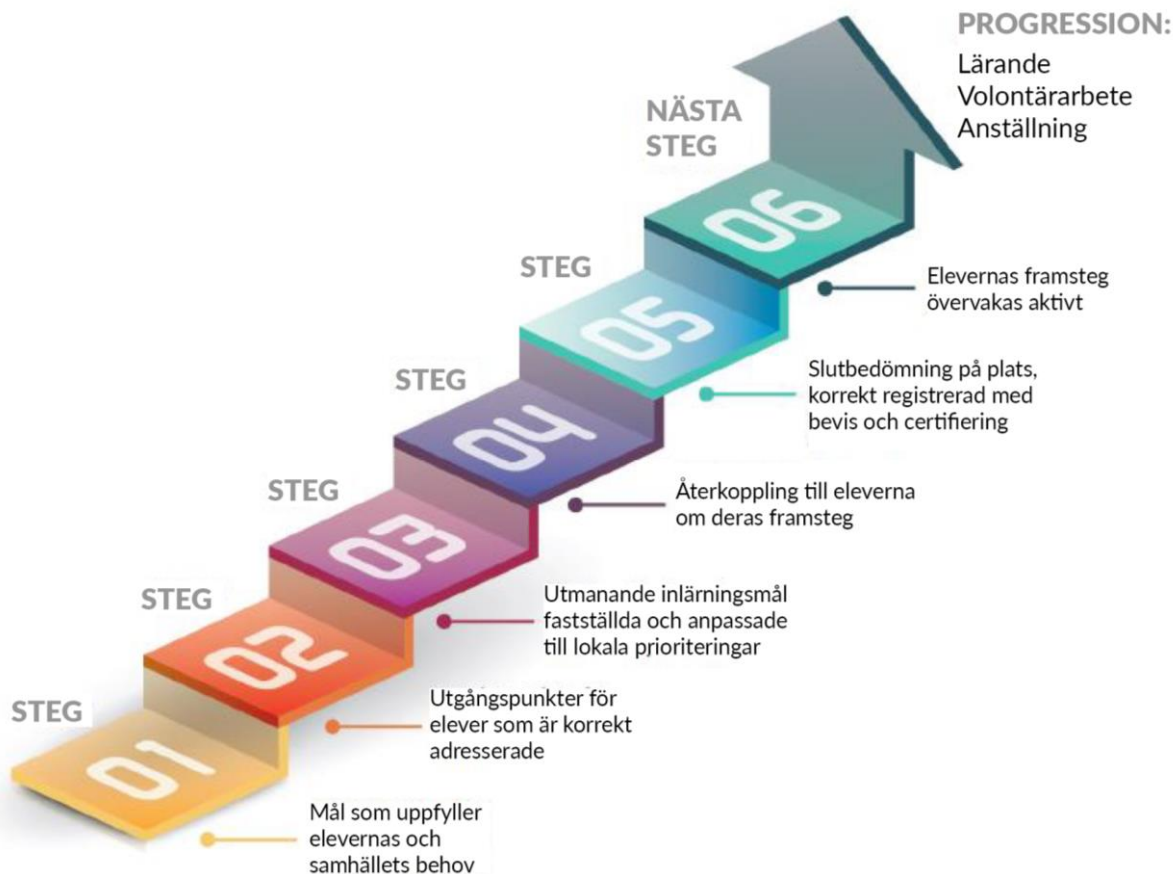 PROGRESSION:
Lärande
Volontärarbete
Anställning
NÄSTA
STEG
06
Elevernas framsteg
övervakas aktivt
STEG
05
Slutbedömning på plats,
korrekt registrerad med
bevis och certifiering
STEG
04
Återkoppling till eleverna
om deras framsteg
STEG
03
Utmanande inlärningsmål
fastställda och anpassade
till lokala prioriteringar
STEG
02
Utgångspunkter för
elever som är korrekt
adresserade
STEG
01
Mål som uppfyller
elevernas och
samhällets behov